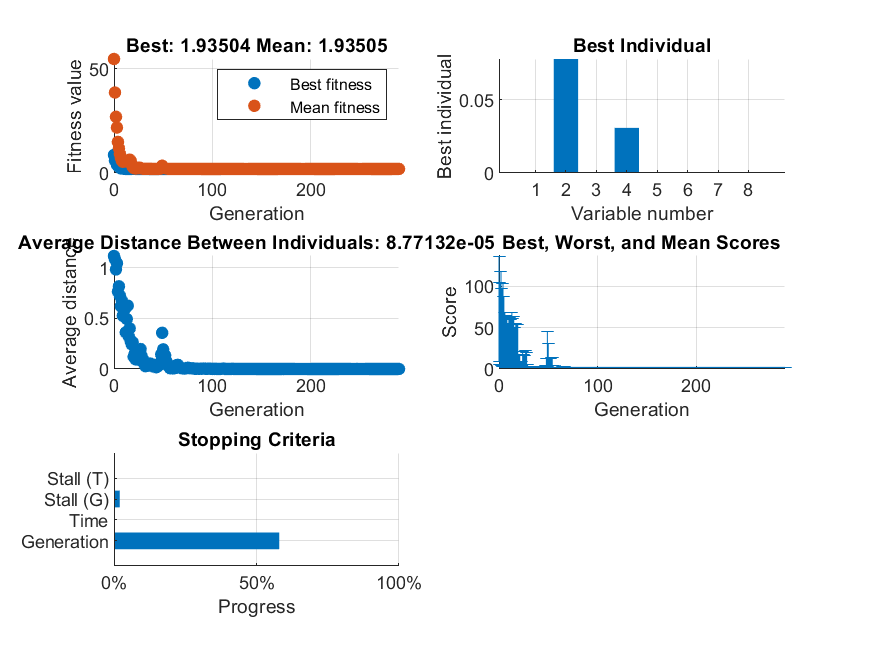 Best: 1.93504 Mean: 1.93505
Fitness value
50
0
Best fitness
Mean fitness
0 100 200
Generation
Best Individual
Best individual
0.05
0
1 2 3 4 5 6 7 8
Variable number
Average Distance Between Individuals: 8.77132e-05
Average distance
1
0.5
0
0 100 200
Generation
Best, Worst, and Mean Scores
Score
100
50
0
0 100 200
Generation
Stopping Criteria
Stall (T)
Stall (G)
Time
Generation
0% 50% 100%
Progress